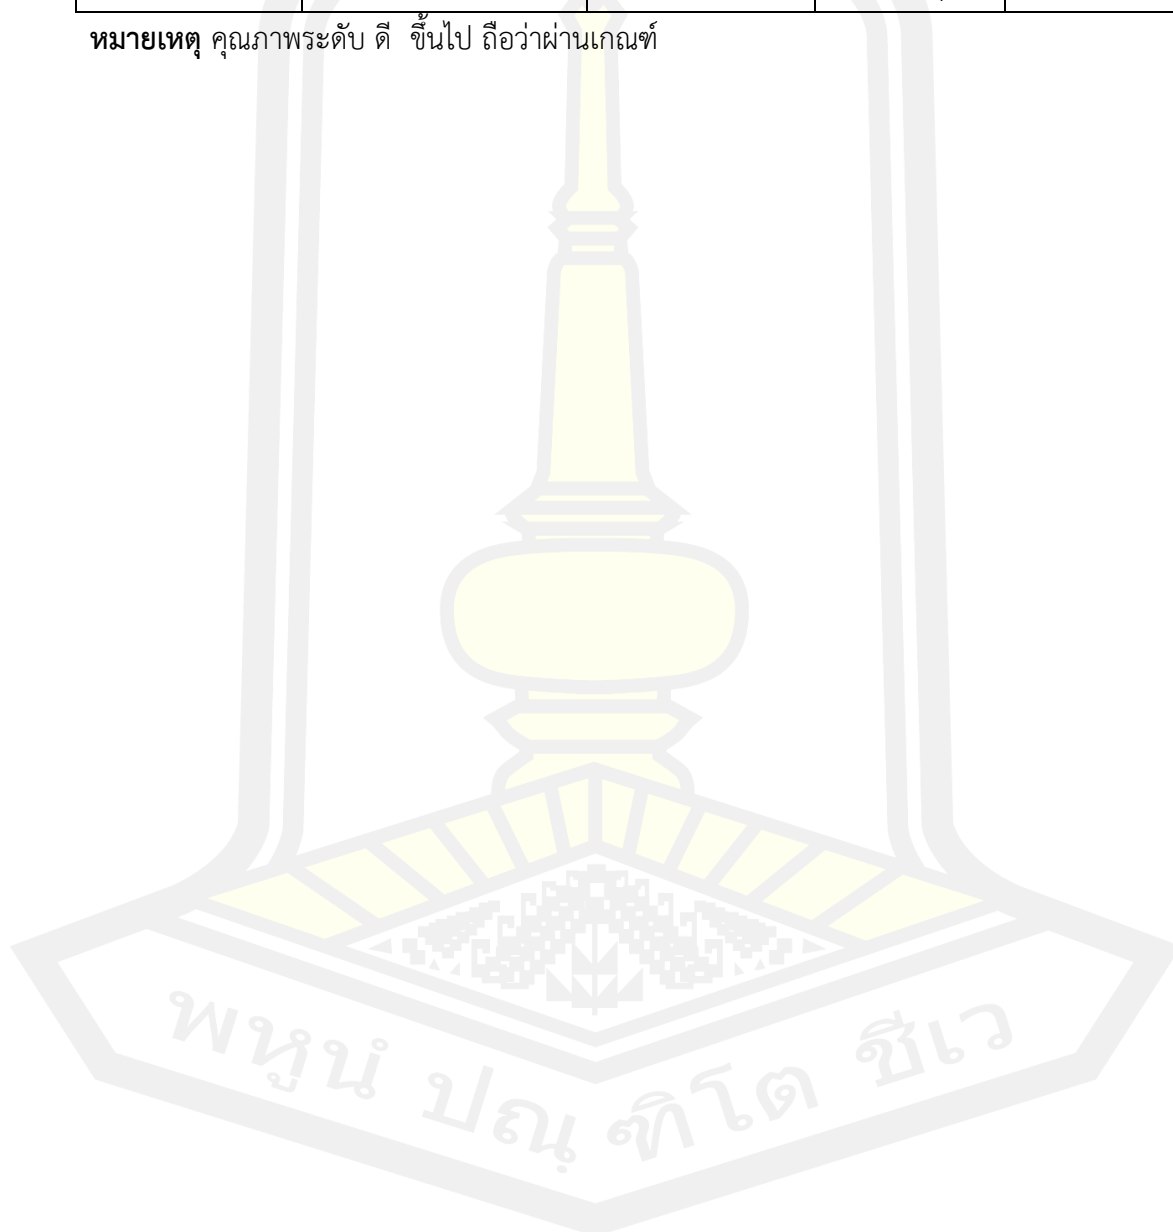 หมายเหตุ คุณภาพระดับ ดี ขึ้นไป ถือว่าผ่านเกณฑ์
พหูนํ ปณฺฑิโต ชีเว